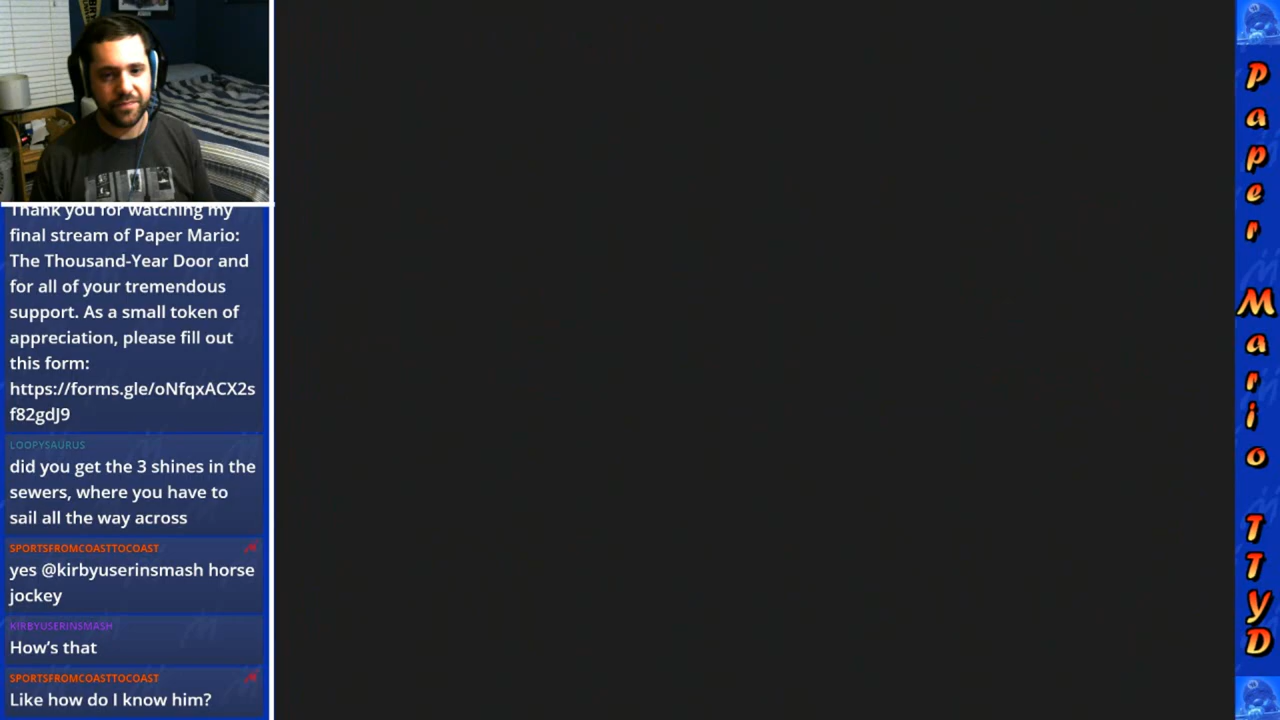 Thank you for watching my
final stream of Paper Mario:
The Thousand-Year Door and
for all of your tremendous
support. As a small token of
appreciation, please fill out
this form:
https://forms.gle/oNfqxACX2s
f82gdJ9
LOOPYSAURUS
did you get the 3 shines in the
sewers, where you have to
sail all the way across
SPORTSFROMCOASTTOCOAST
yes @kirbyuserinsmash horse
jockey
KIRBYUSERINSMASH
How's that
SPORTSFROMCOASTTOCOAST
Like how do I know him?
Paper Mario TTYD